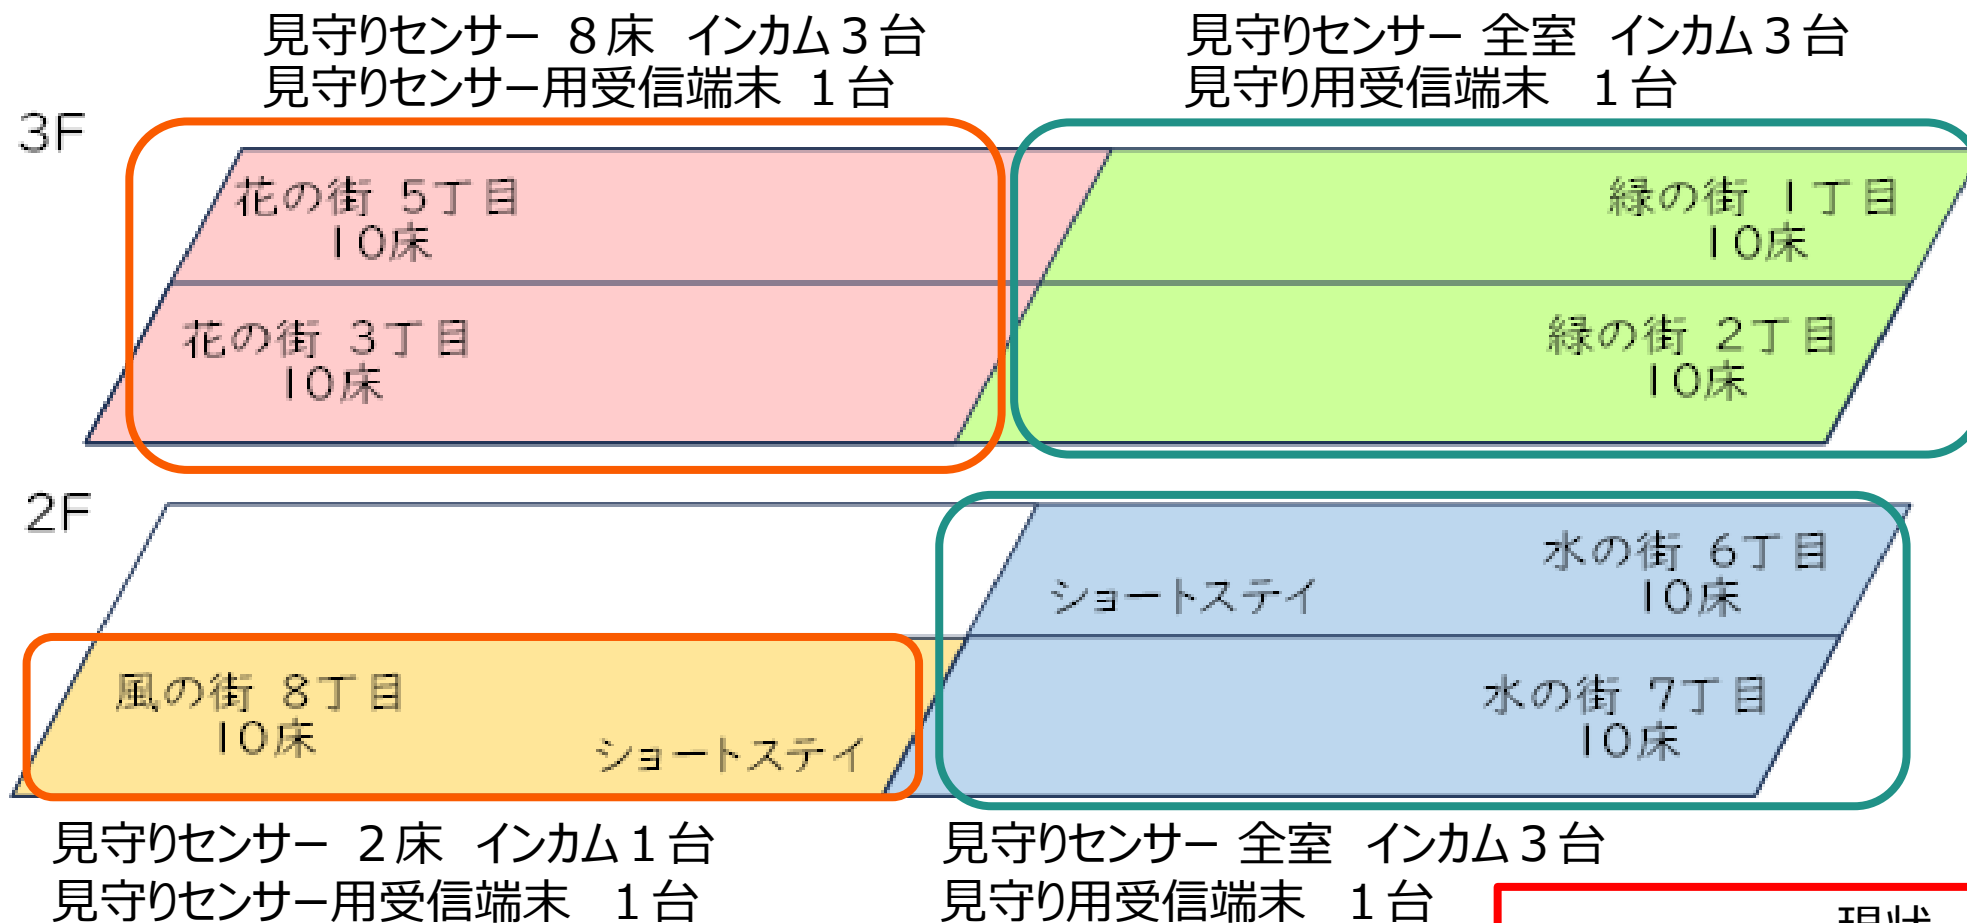 見守りセンサー 8床 インカム3台
見守りセンサー用受信端末 1台
見守りセンサー 全室 インカム3台
見守り用受信端末 1台
3F
花の街 5丁目
10床
緑の街 1丁目
10床
花の街 3丁目
10床
緑の街 2丁目
10床
2F
水の街 6丁目
10床
ショートステイ
風の街 8丁目
10床
ショートステイ
水の街 7丁目
10床
見守りセンサー 2床 インカム1台
見守りセンサー用受信端末 1台
見守りセンサー 全室 インカム3台
見守り用受信端末 1台
現状